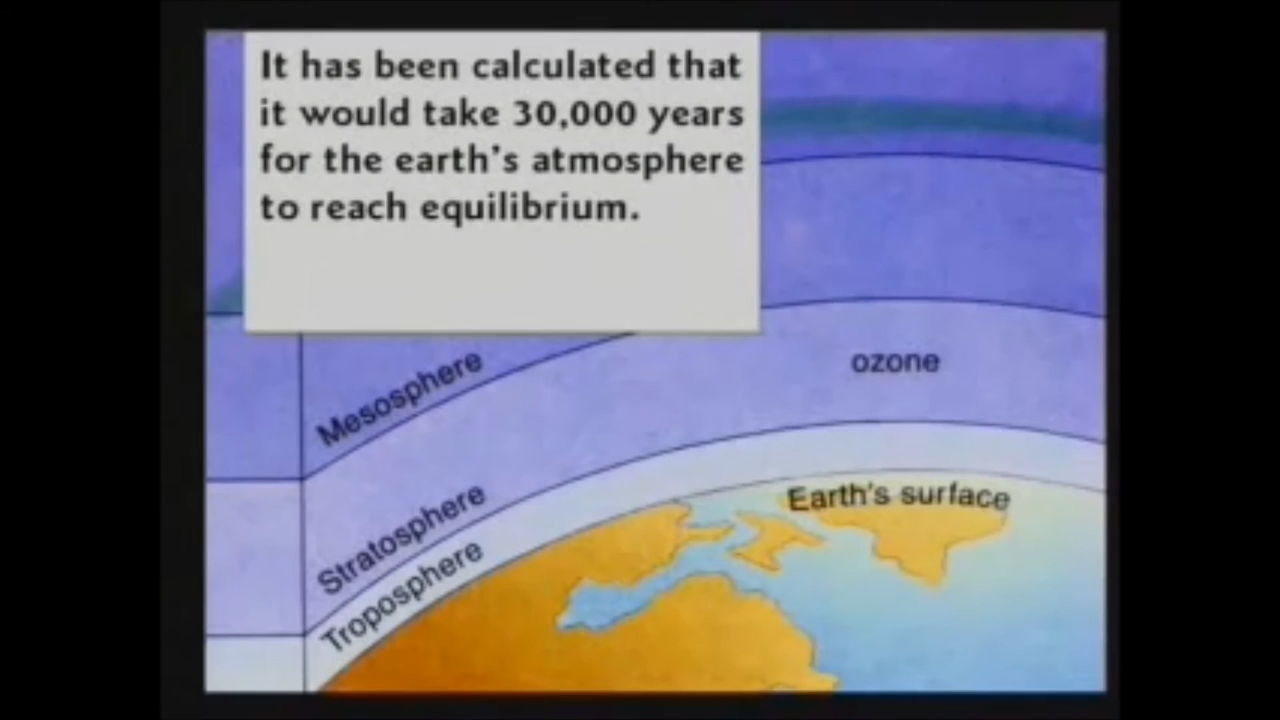 It has been calculated that
it would take 30,000 years
for the earth's atmosphere
to reach equilibrium.
ozone
Mesosphere
Earth's surface
Stratosphere
Troposphere